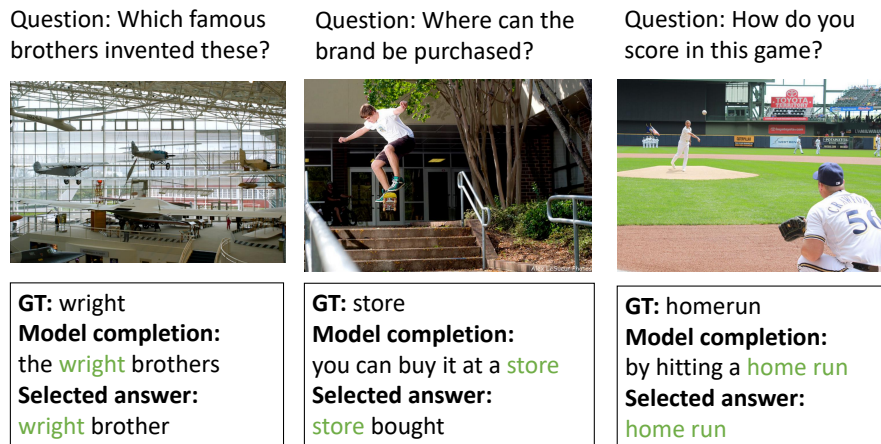 Question: Which famous
brothers invented these?
GT: wright
Model completion:
the wright brothers
Selected answer:
wright brother
Question: Where can the
brand be purchased?
GT: store
Model completion:
you can buy it at a store
Selected answer:
store bought
Question: How do you
score in this game?
TOYOTA
56
GT: homerun
Model completion:
by hitting a home run
Selected answer:
home run